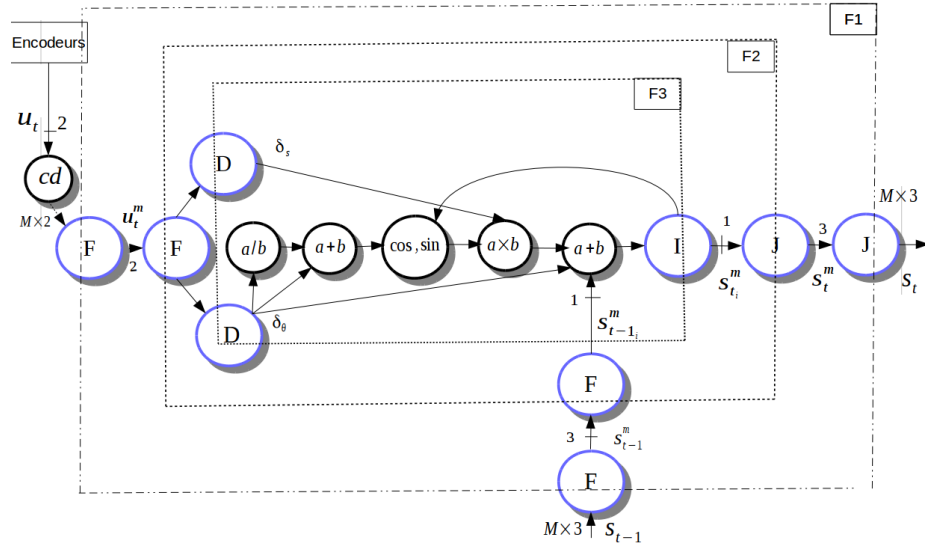 F1
Encodeurs
F2
F3
u_t
2
δ_s
D
cd
M×2
M×3
F
u_t^m
2
F
a/b
a+b
cos,sin
a×b
a+b
I
1
s_{t_i}^m
J
3
s_t^m
J
s_t
D
δ_θ
1
s_{t-1_i}^m
F
3
s_{t-1}^m
F
M×3
s_{t-1}